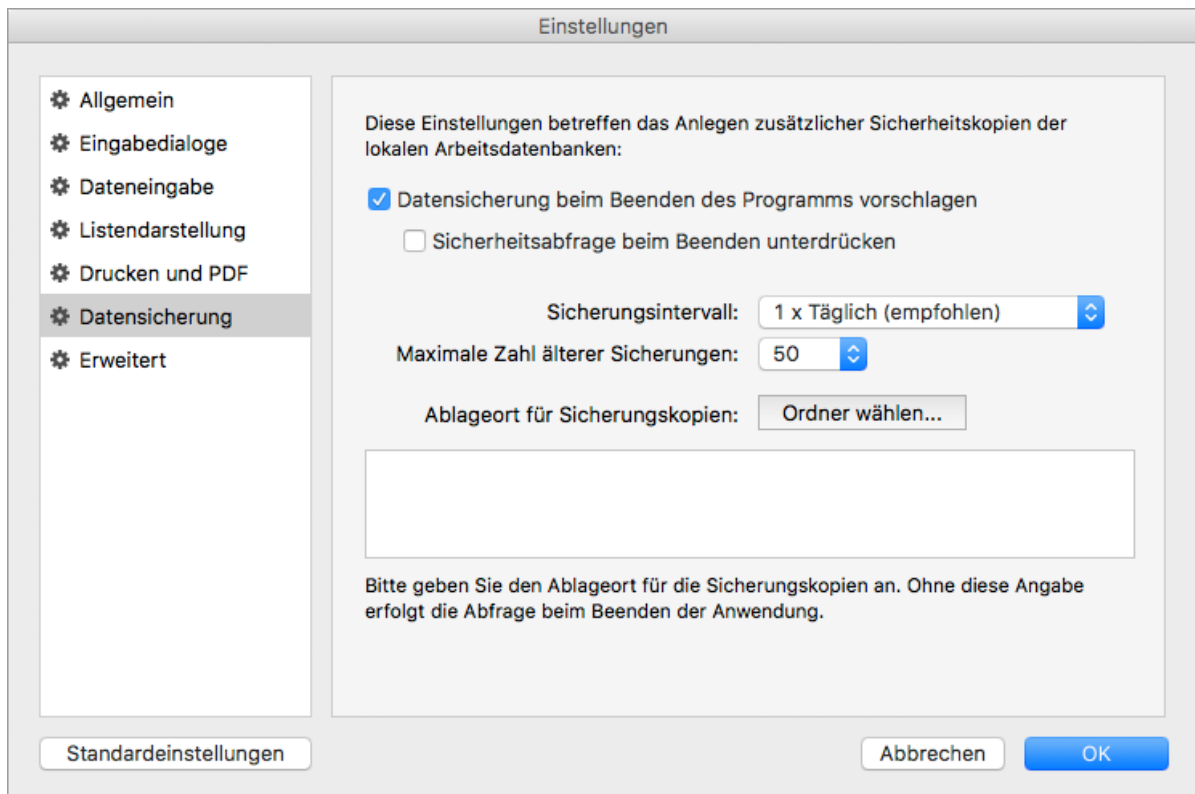 Einstellungen
Allgemein
Eingabedialoge
Dateneingabe
Listendarstellung
Drucken und PDF
Datensicherung
Erweitert
Diese Einstellungen betreffen das Anlegen zusätzlicher Sicherheitskopien der
lokalen Arbeitsdatenbanken:
Datensicherung beim Beenden des Programms vorschlagen
Sicherheitsabfrage beim Beenden unterdrücken
Sicherungsintervall: 1 x Täglich (empfohlen)
Maximale Zahl älterer Sicherungen: 50
Ablageort für Sicherungskopien: Ordner wählen...
Bitte geben Sie den Ablageort für die Sicherungskopien an. Ohne diese Angabe
erfolgt die Abfrage beim Beenden der Anwendung.
Standardeinstellungen
Abbrechen
OK